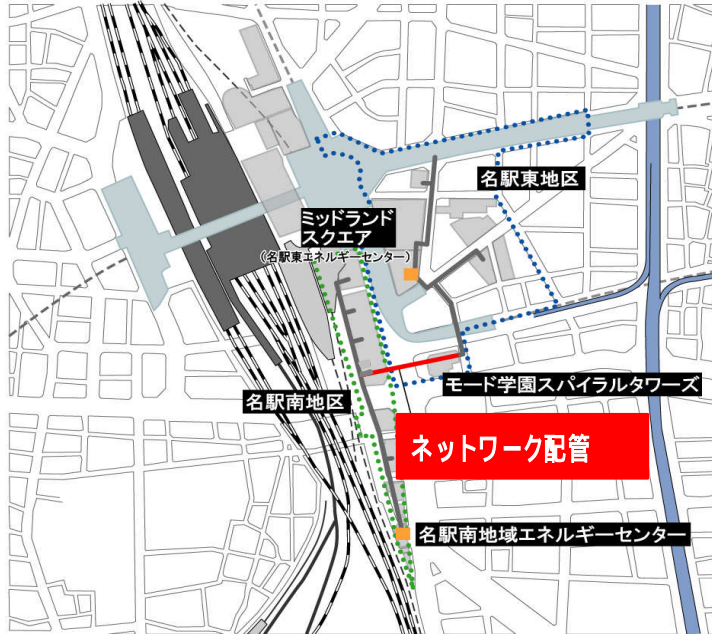 名駅東地区
ミッドランド
スクエア
(名駅東エネルギーセンター)
モード学園スパイラルタワーズ
名駅南地区
ネットワーク配管
名駅南地域エネルギーセンター